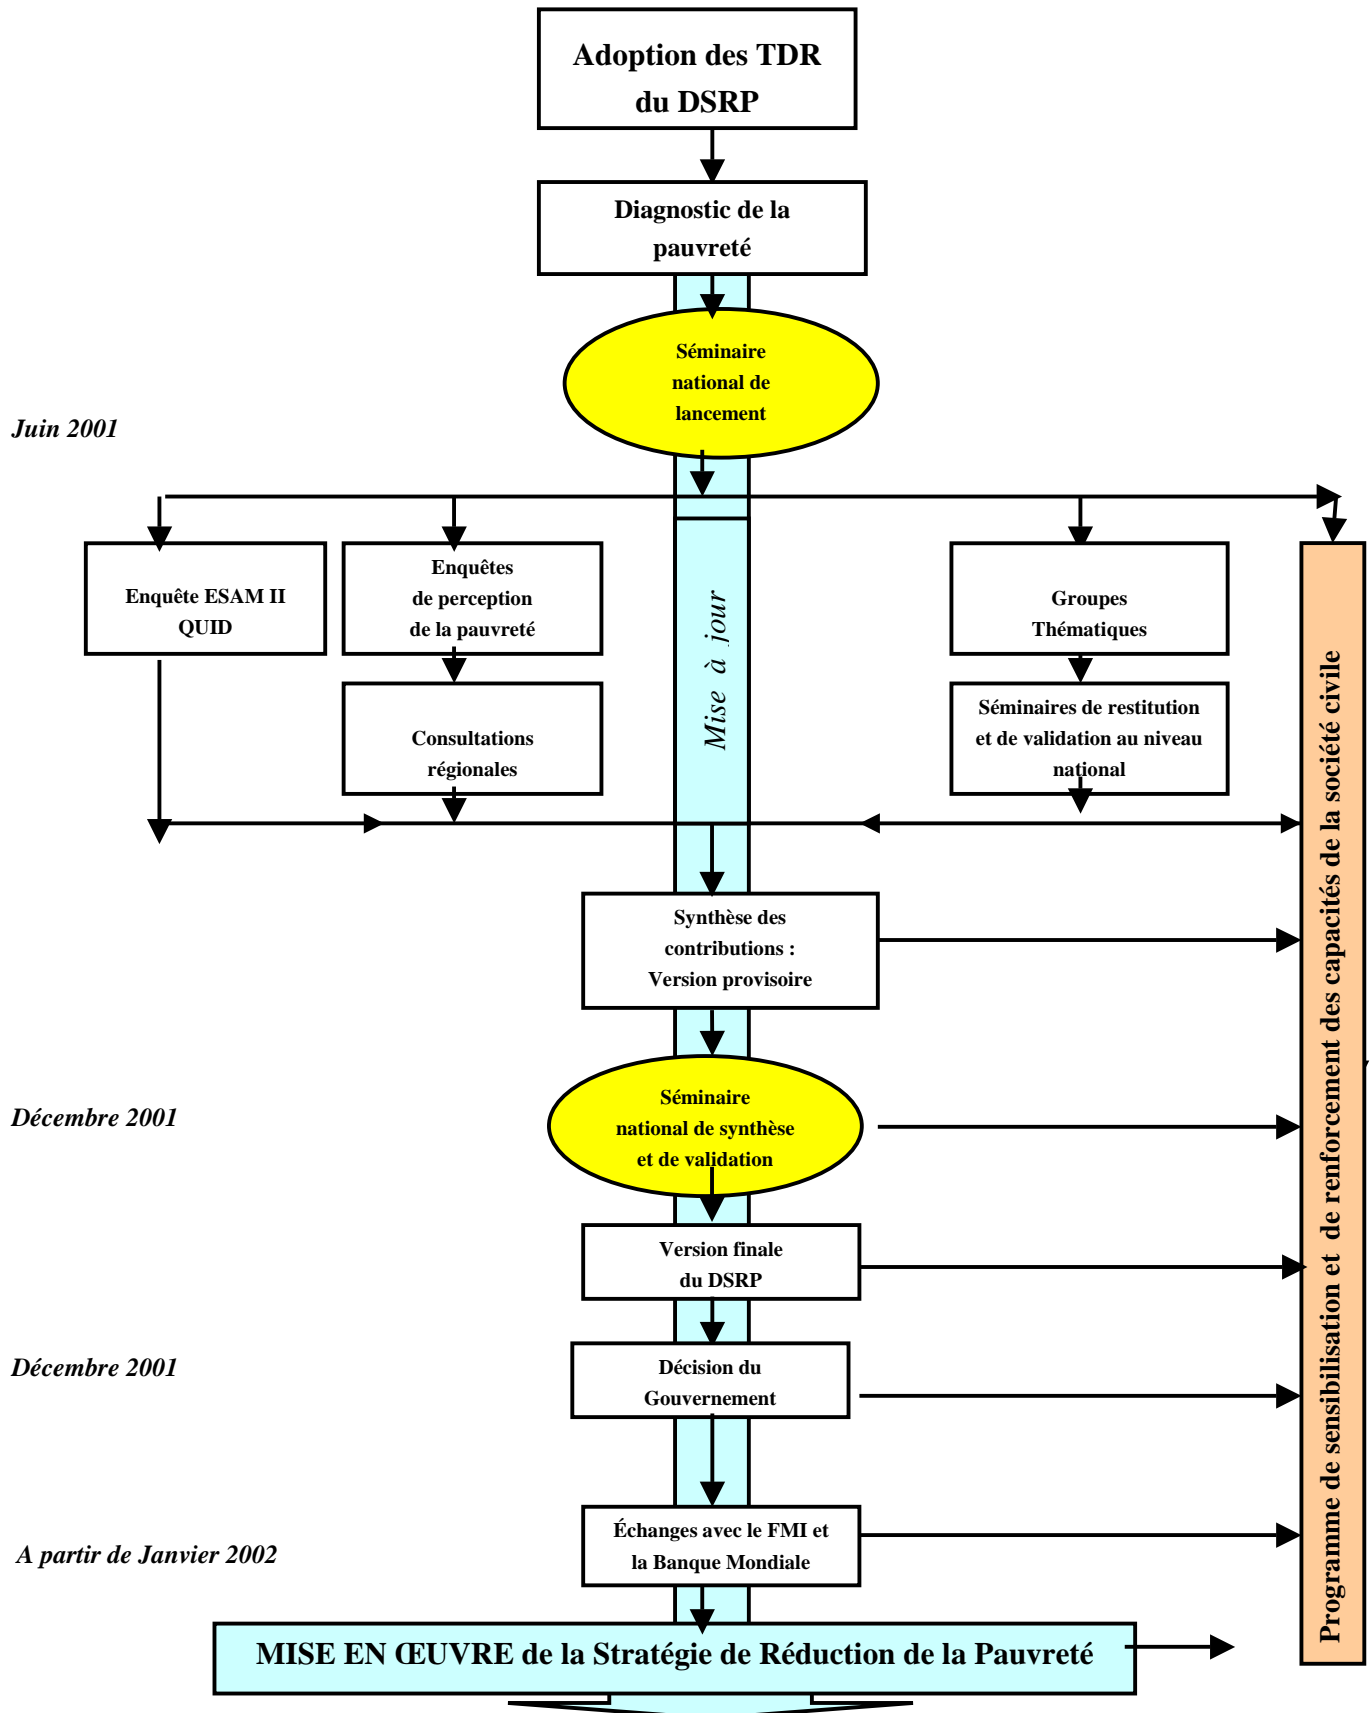 Adoption des TDR
du DSRP
Diagnostic de la
pauvreté
Séminaire
national de
lancement
Juin 2001
Enquête ESAM II
QUID
Enquêtes
de perception
de la pauvreté
Consultations
régionales
Mise à jour
Groupes
Thématiques
Séminaires de restitution
et de validation au niveau
national
Programme de sensibilisation et de renforcement des capacités de la société civile
Synthèse des
contributions :
Version provisoire
Décembre 2001
Séminaire
national de synthèse
et de validation
Version finale
du DSRP
Décembre 2001
Décision du
Gouvernement
A partir de Janvier 2002
Échanges avec le FMI et
la Banque Mondiale
MISE EN ŒUVRE de la Stratégie de Réduction de la Pauvreté